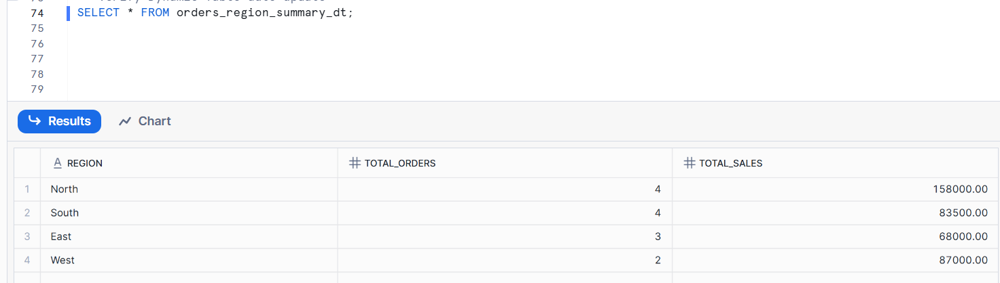 74 SELECT * FROM orders_region_summary_dt;
75
76
77
78
79
Results Chart
REGION TOTAL_ORDERS TOTAL_SALES
1 North 4 158000.00
2 South 4 83500.00
3 East 3 68000.00
4 West 2 87000.00